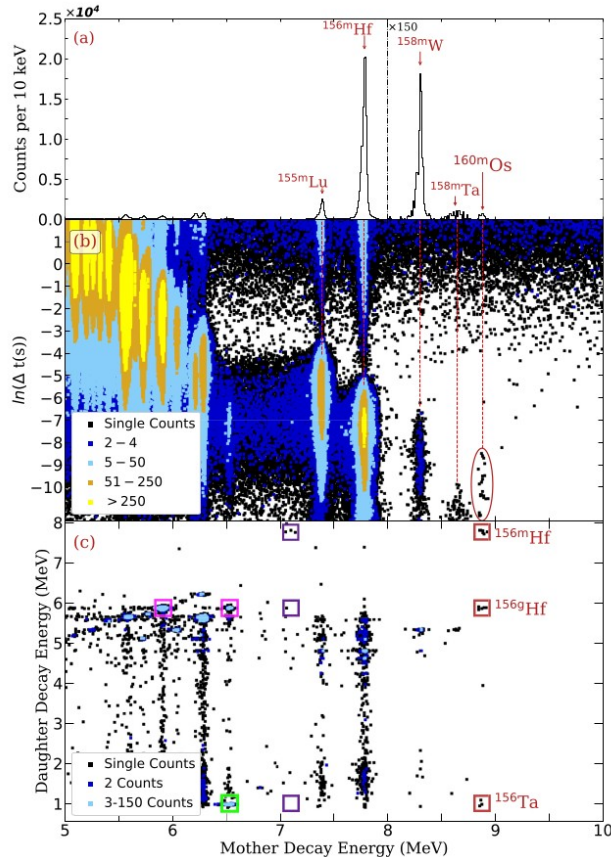 ×10⁴
(a)
¹⁵⁶ᵐHf
×150
¹⁵⁸ᵐW
¹⁵⁵ᵐLu
¹⁵⁸ᵐTa
¹⁶⁰ᵐOs
Counts per 10 keV
2.5
2.0
1.5
1.0
0.5
0.0
(b)
ln(Δ t(s))
1
0
−1
−2
−3
−4
−5
−6
−7
−8
−9
−10
Single Counts
2 − 4
5 − 50
51 − 250
> 250
(c)
Daughter Decay Energy (MeV)
8
7
6
5
4
3
2
1
¹⁵⁶ᵐHf
¹⁵⁶ᵍHf
¹⁵⁶Ta
Single Counts
2 Counts
3-150 Counts
5 6 7 8 9 10
Mother Decay Energy (MeV)